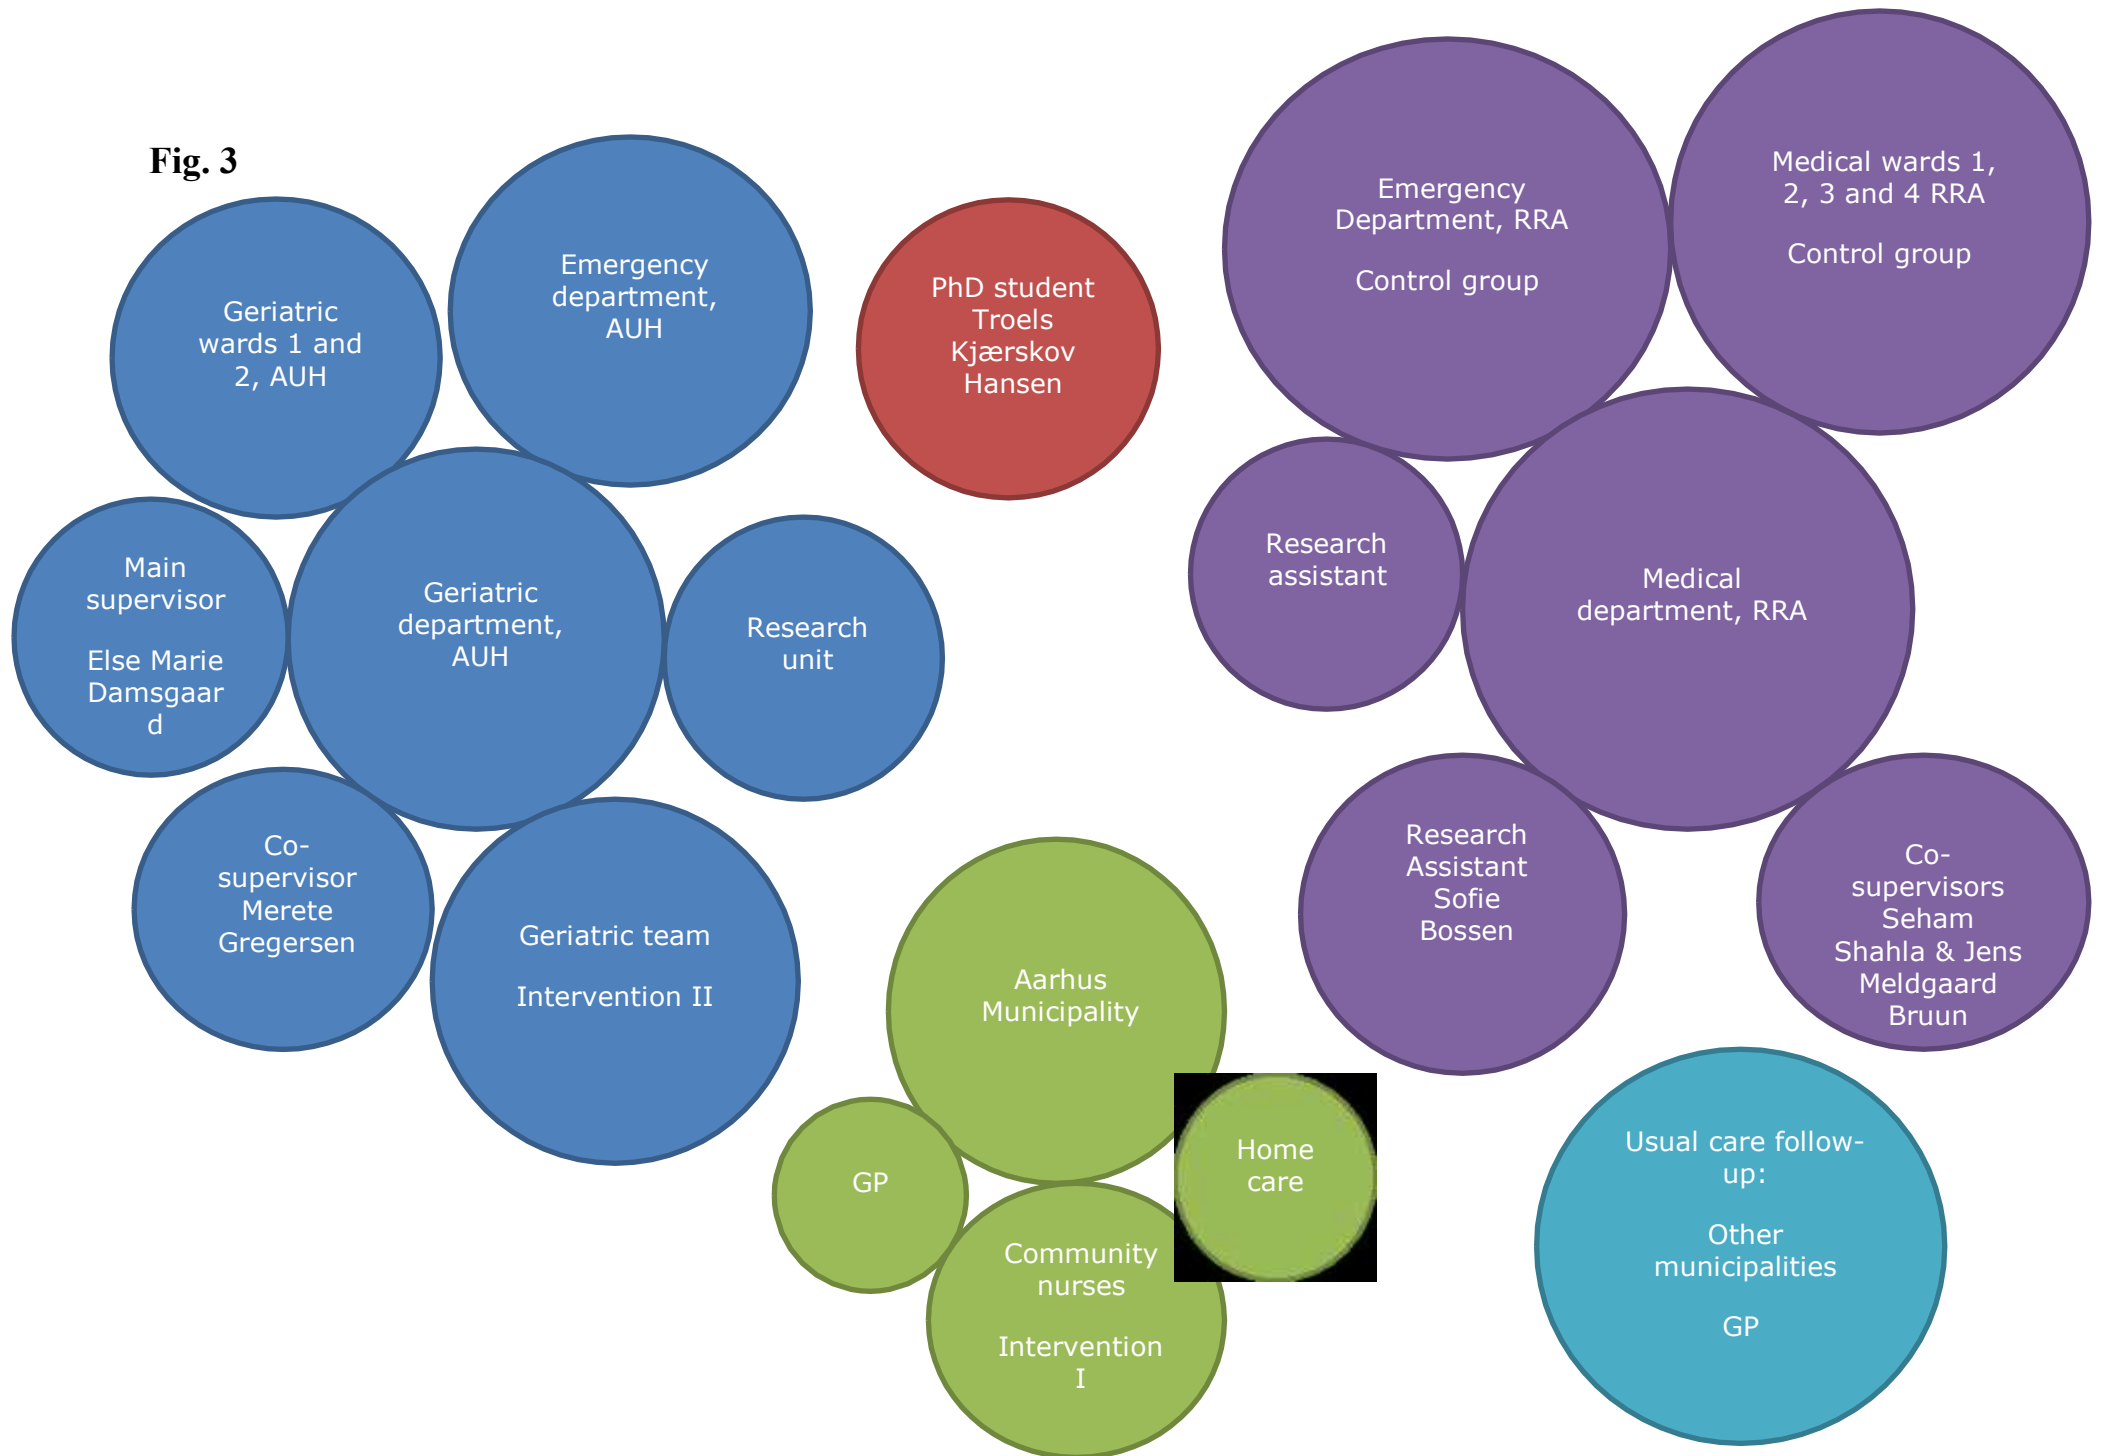 Fig. 3
Geriatric
wards 1 and
2, AUH
Emergency
department,
AUH
Main
supervisor
Else Marie
Damsgaar
d
Geriatric
department,
AUH
Research
unit
Co-
supervisor
Merete
Gregersen
Geriatric team
Intervention II
PhD student
Troels
Kjærskov
Hansen
Emergency
Department, RRA
Control group
Medical wards 1,
2, 3 and 4 RRA
Control group
Research
assistant
Medical
department, RRA
Research
Assistant
Sofie
Bossen
Co-
supervisors
Seham
Shahla & Jens
Meldgaard
Bruun
Aarhus
Municipality
GP
Home
care
Community
nurses
Intervention
I
Usual care follow-
up:
Other
municipalities
GP